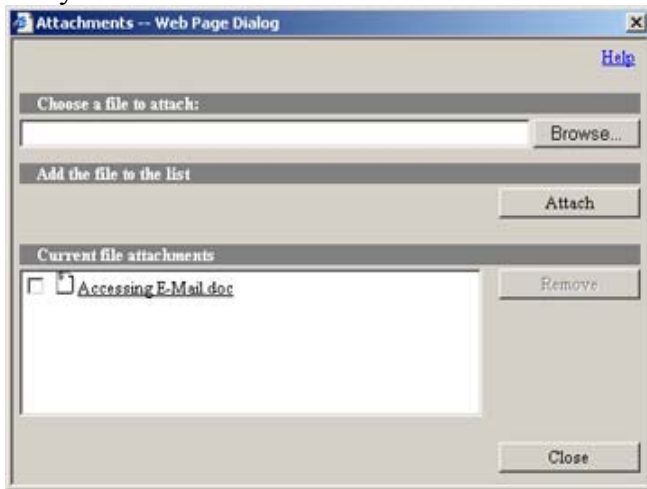 Attachments -- Web Page Dialog
Help
Choose a file to attach:
Browse...
Add the file to the list
Attach
Current file attachments
Accessing E-Mail.doc
Remove
Close